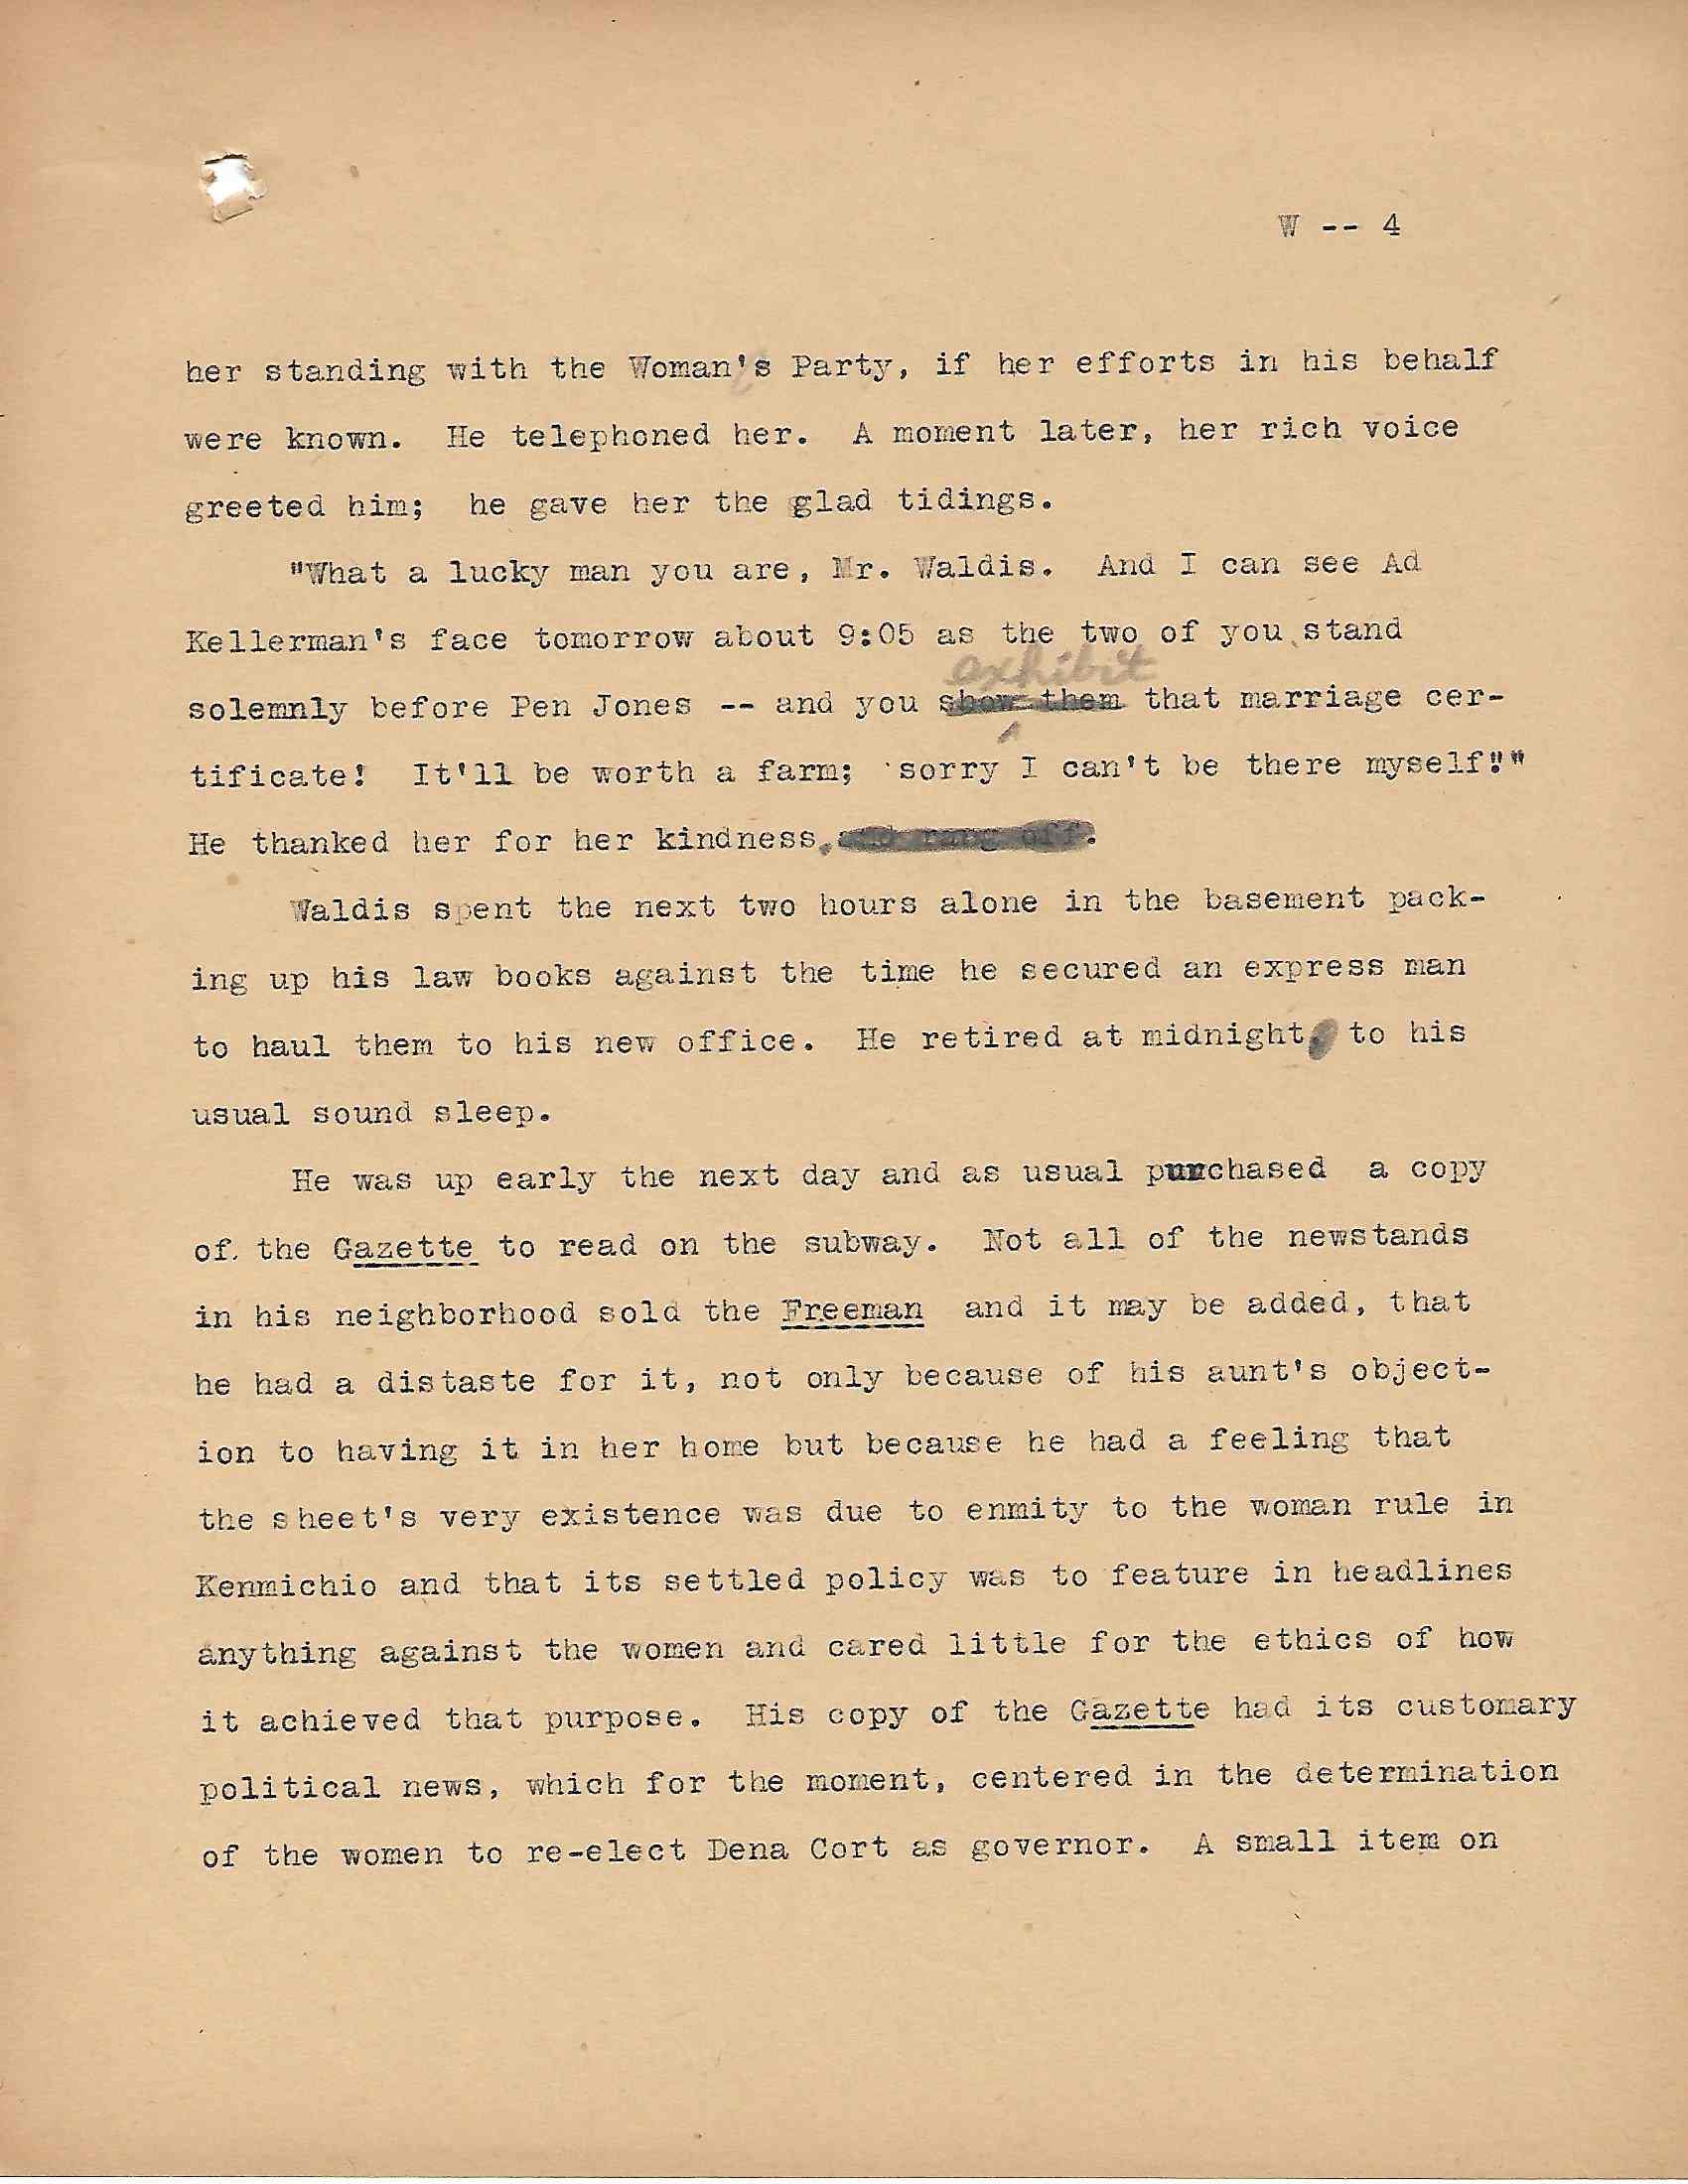 W -- 4
her standing with the Woman's Party, if her efforts in his behalf
were known. He telephoned her. A moment later, her rich voice
greeted him; he gave her the glad tidings.
"What a lucky man you are, Mr. Waldis. And I can see Ad
Kellerman's face tomorrow about 9:05 as the two of you stand
exhibit
solemnly before Pen Jones -- and you show them that marriage cer-
tificate! It'll be worth a farm; sorry I can't be there myself!"
He thanked her for her kindness. and rang off.
Waldis spent the next two hours alone in the basement pack-
ing up his law books against the time he secured an express man
to haul them to his new office. He retired at midnight to his
usual sound sleep.
He was up early the next day and as usual purchased a copy
of the Gazette to read on the subway. Not all of the newstands
in his neighborhood sold the Freeman and it may be added, that
he had a distaste for it, not only because of his aunt's object-
ion to having it in her home but because he had a feeling that
the sheet's very existence was due to enmity to the woman rule in
Kenmichio and that its settled policy was to feature in headlines
anything against the women and cared little for the ethics of how
it achieved that purpose. His copy of the Gazette had its customary
political news, which for the moment, centered in the determination
of the women to re-elect Dena Cort as governor. A small item on